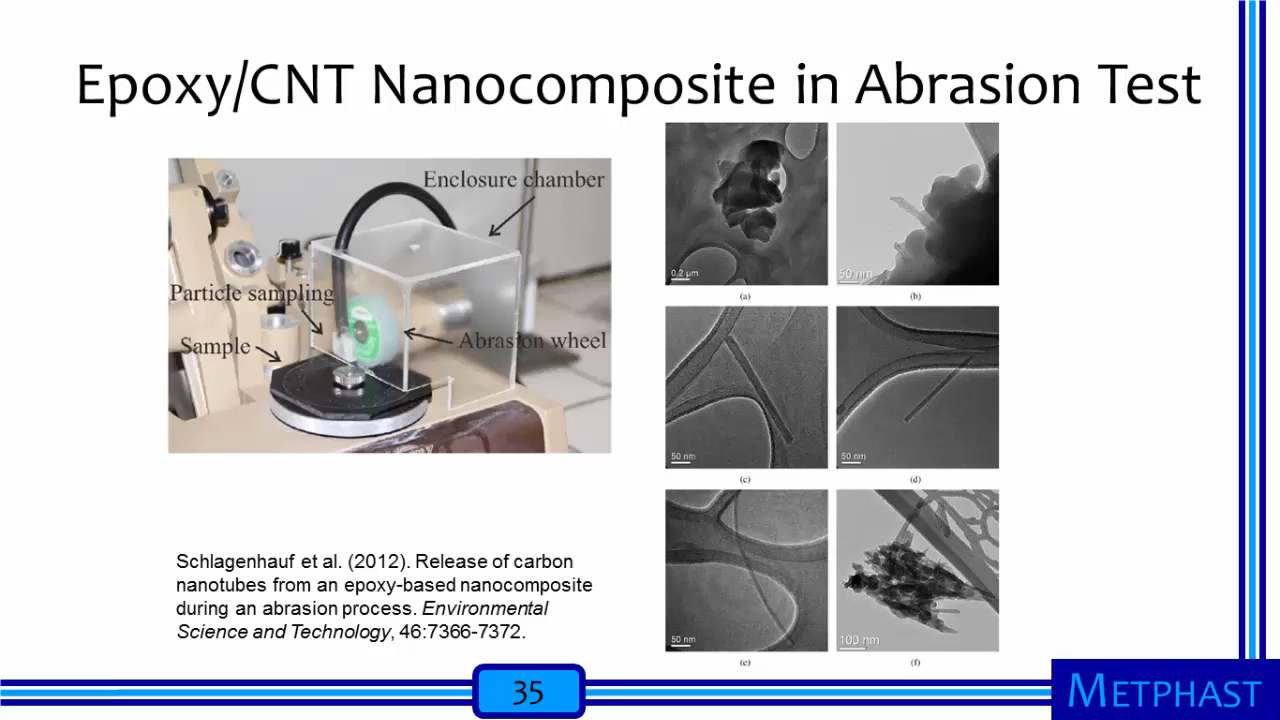 Epoxy/CNT Nanocomposite in Abrasion Test
Enclosure chamber
Particle sampling
Sample
Abrasion wheel
0.2 μm
50 nm
(a)
(b)
50 nm
50 nm
(c)
(d)
50 nm
100 nm
(e)
(f)
Schlagenhauf et al. (2012). Release of carbon
nanotubes from an epoxy-based nanocomposite
during an abrasion process. Environmental
Science and Technology, 46:7366-7372.
35
METPHAST